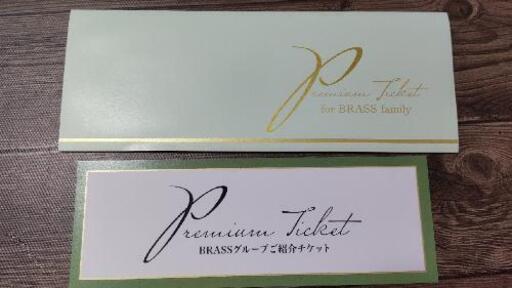 Premium Ticket
for BRASS family
Premium Ticket
BRASSグループご紹介チケット